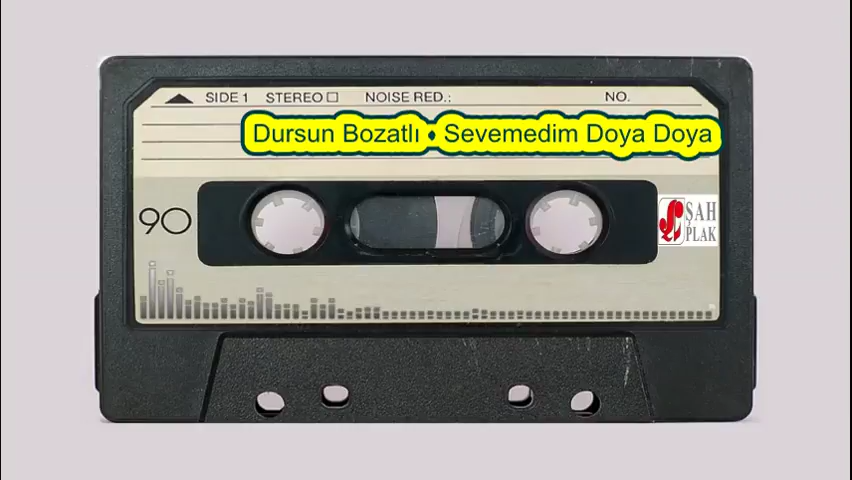 SIDE 1 STEREO NOISE RED.: NO.
Dursun Bozatlı • Sevemedim Doya Doya
90
ŞAH
PLAK